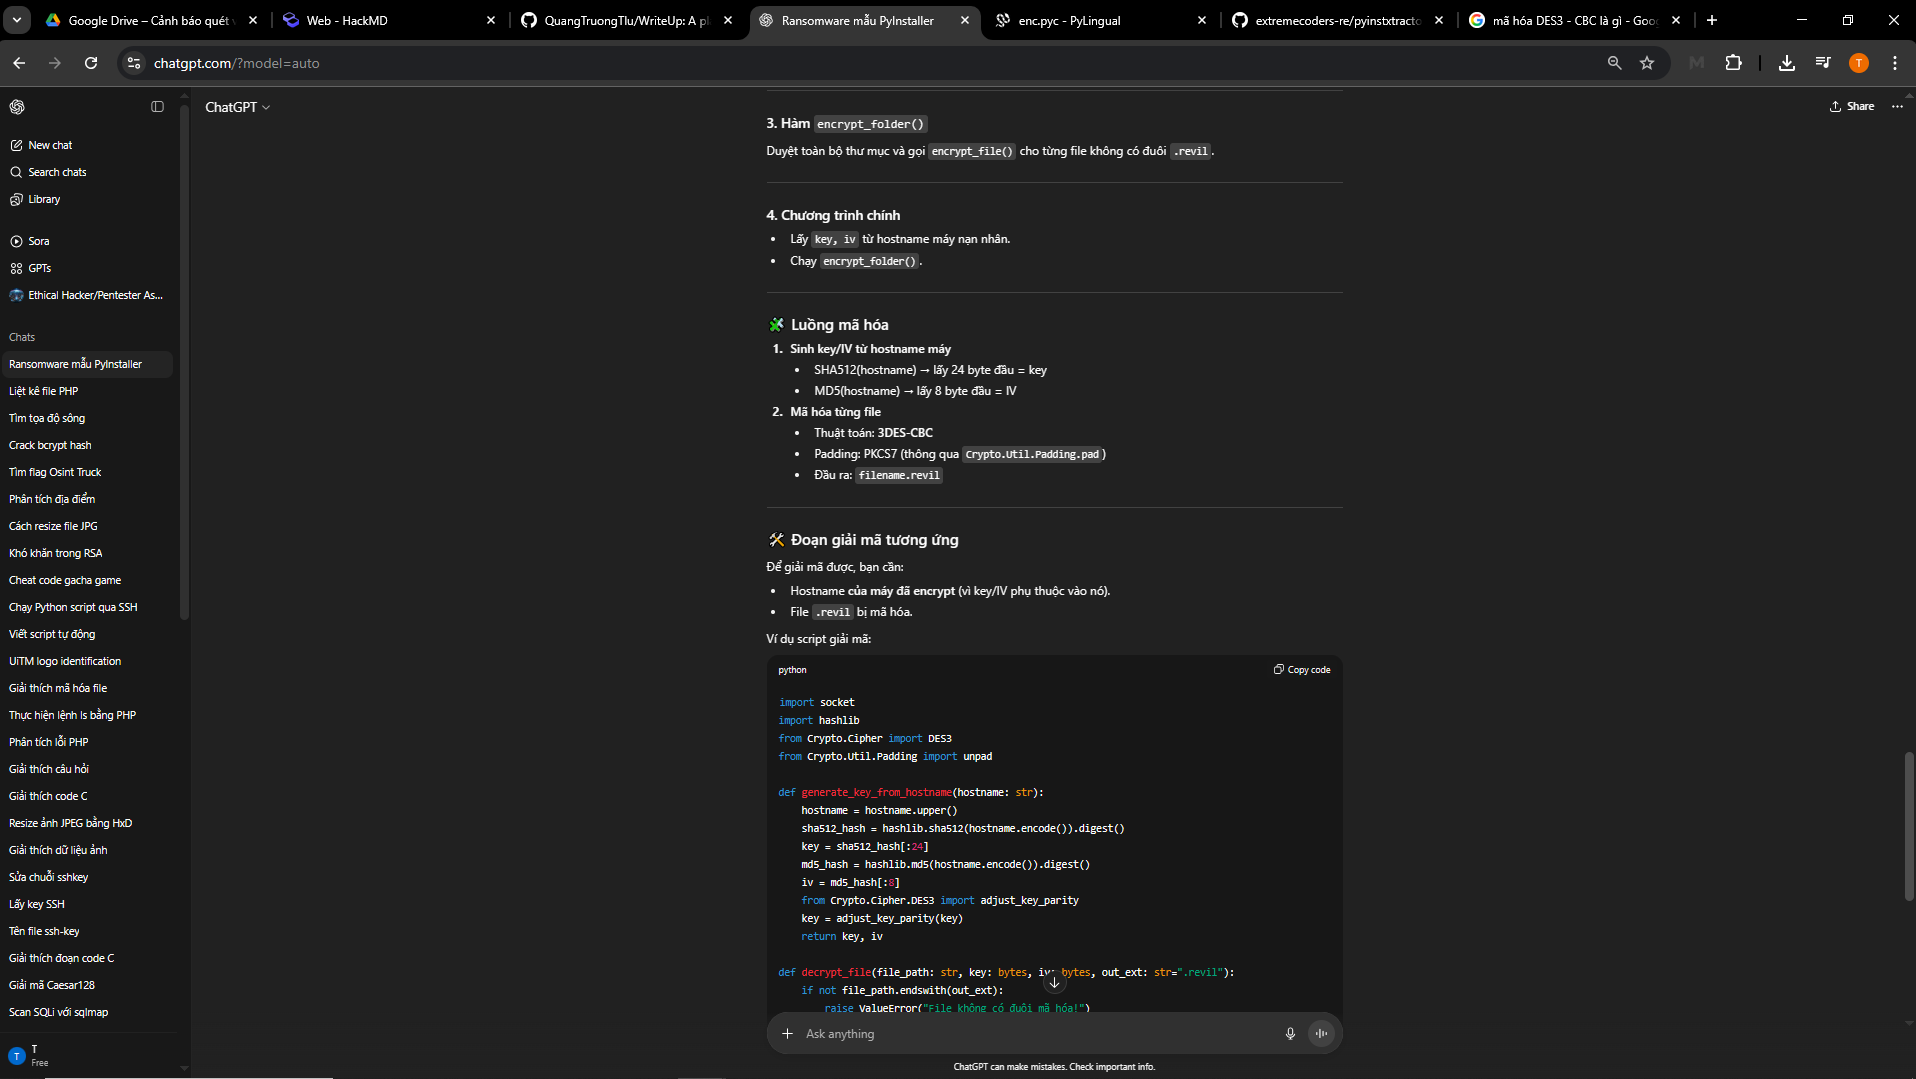 Google Drive – Cảnh báo quét v
Web - HackMD
QuangTruongTlu/WriteUp: A pl
Ransomware mẫu PyInstaller
enc.pyc - PyLingual
extremecoders-re/pyinstxtracto
mã hóa DES3 - CBC là gì - Goo
chatgpt.com/?model=auto
M
T
ChatGPT
Share
New chat
Search chats
Library
Sora
GPTs
Ethical Hacker/Pentester As...
Chats
Ransomware mẫu PyInstaller
Liệt kê file PHP
Tìm tọa độ sông
Crack bcrypt hash
Tìm flag Osint Truck
Phân tích địa điểm
Cách resize file JPG
Khó khăn trong RSA
Cheat code gacha game
Chạy Python script qua SSH
Viết script tự động
UiTM logo identification
Giải thích mã hóa file
Thực hiện lệnh ls bằng PHP
Phân tích lỗi PHP
Giải thích câu hỏi
Giải thích code C
Resize ảnh JPEG bằng HxD
Giải thích dữ liệu ảnh
Sửa chuỗi sshkey
Lấy key SSH
Tên file ssh-key
Giải thích đoạn code C
Giải mã Caesar128
Scan SQLi với sqlmap
T
T
Free
3. Hàm encrypt_folder()
Duyệt toàn bộ thư mục và gọi encrypt_file() cho từng file không có đuôi .revil.
4. Chương trình chính
• Lấy key, iv từ hostname máy nạn nhân.
• Chạy encrypt_folder().
🧩 Luồng mã hóa
1. Sinh key/IV từ hostname máy
• SHA512(hostname) → lấy 24 byte đầu = key
• MD5(hostname) → lấy 8 byte đầu = IV
2. Mã hóa từng file
• Thuật toán: 3DES-CBC
• Padding: PKCS7 (thông qua Crypto.Util.Padding.pad)
• Đầu ra: filename.revil
🛠 Đoạn giải mã tương ứng
Để giải mã được, bạn cần:
• Hostname của máy đã encrypt (vì key/IV phụ thuộc vào nó).
• File .revil bị mã hóa.
Ví dụ script giải mã:
python
Copy code
import socket
import hashlib
from Crypto.Cipher import DES3
from Crypto.Util.Padding import unpad
def generate_key_from_hostname(hostname: str):
hostname = hostname.upper()
sha512_hash = hashlib.sha512(hostname.encode()).digest()
key = sha512_hash[:24]
md5_hash = hashlib.md5(hostname.encode()).digest()
iv = md5_hash[:8]
from Crypto.Cipher.DES3 import adjust_key_parity
key = adjust_key_parity(key)
return key, iv
def decrypt_file(file_path: str, key: bytes, iv: bytes, out_ext: str=".revil"):
if not file_path.endswith(out_ext):
raise ValueError("File không có đuôi mã hóa!")
Ask anything
ChatGPT can make mistakes. Check important info.